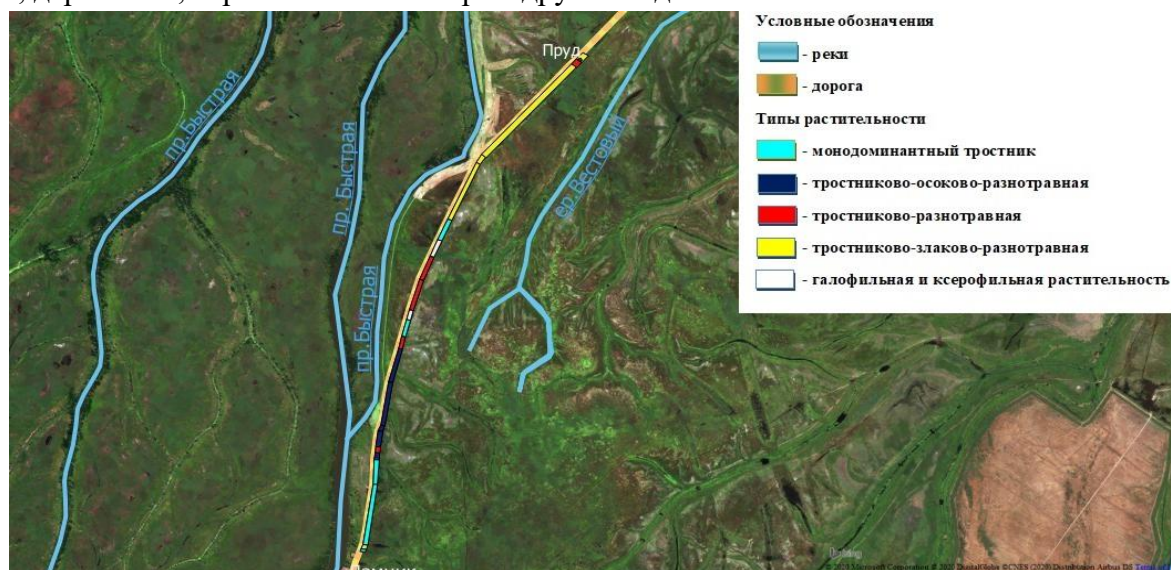 Пруд
пр.Быстрая
пр. Быстрая
пр.Быстрая
ер.Вестовый
Условные обозначения
- реки
- дорога
Типы растительности
- монодоминантный тростник
- тростниково-осоково-разнотравная
- тростниково-разнотравная
- тростниково-злаково-разнотравная
- галофильная и ксерофильная растительность